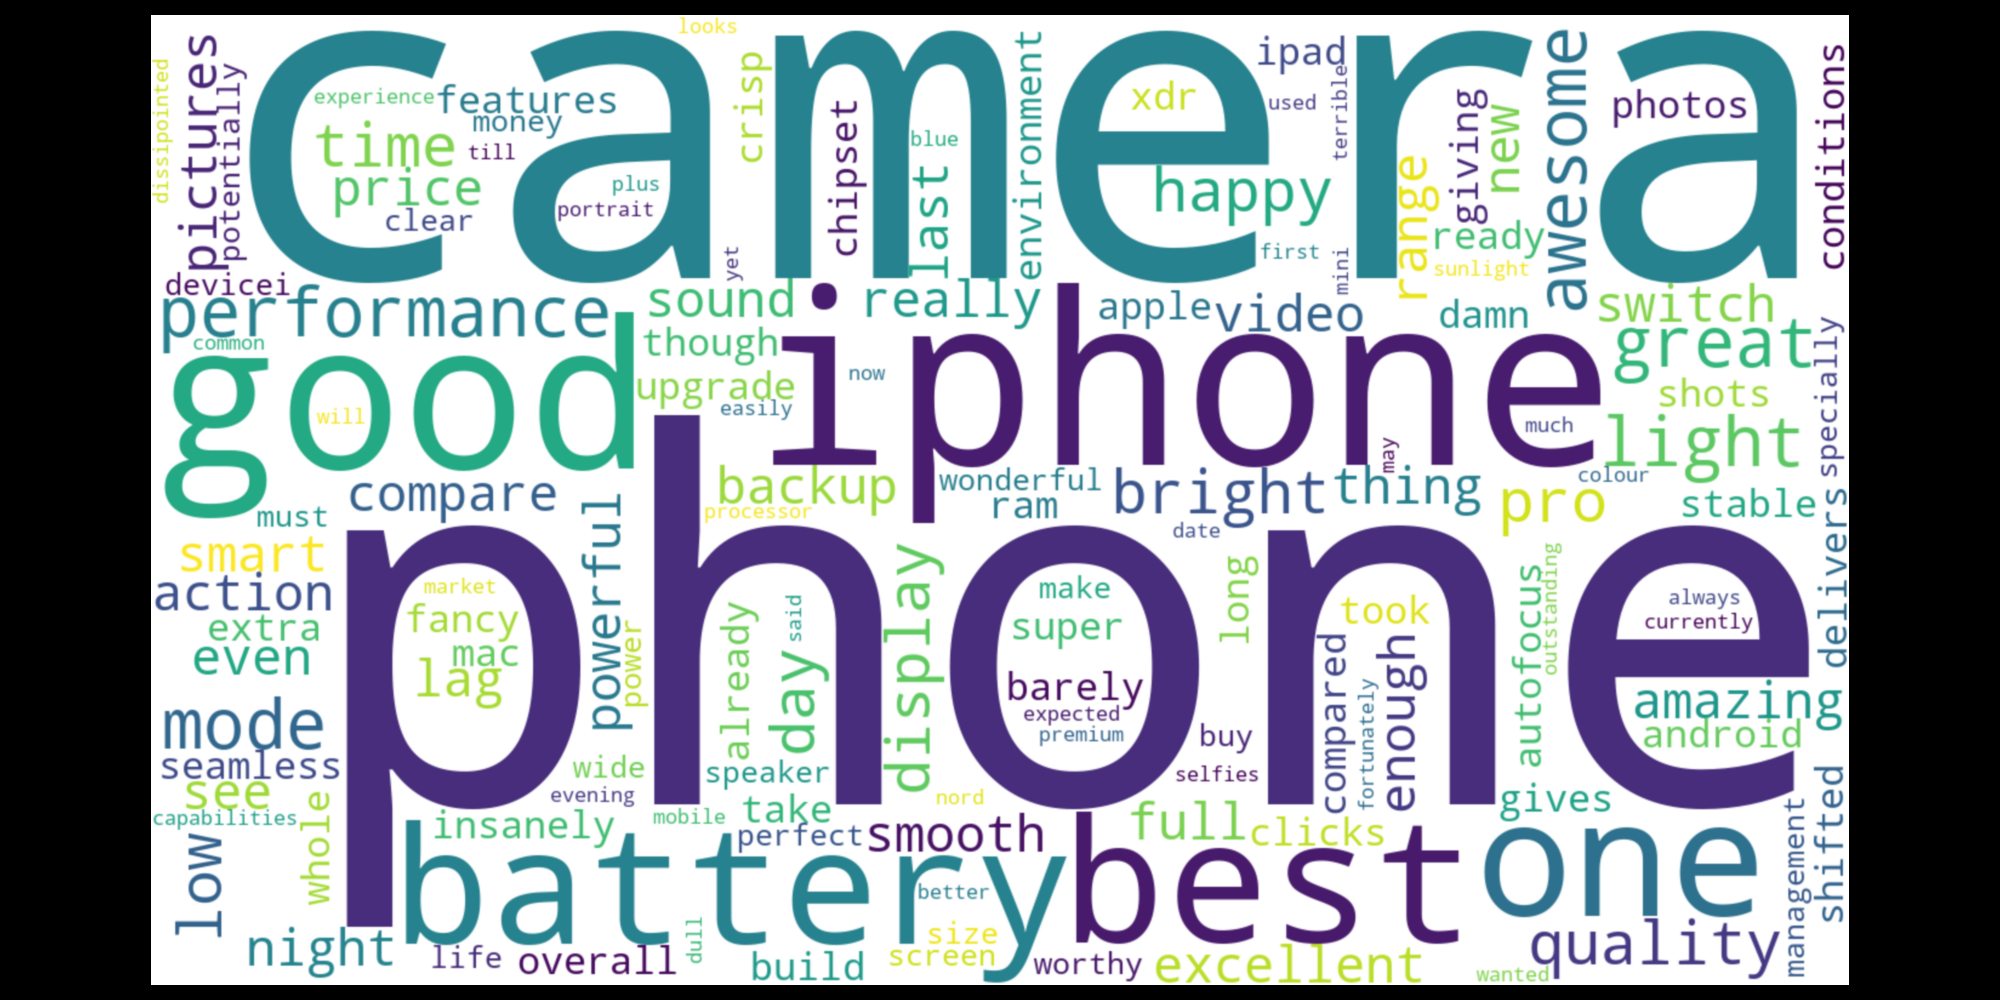 looks
camera
dissipointed
pictures
potentially
experience
features
money
time
till
price
clear
plus
portrait
crisp
yet
chipset
blue
last
environment
xdr
happy
ipad
used
terrible
first
mini
range
giving
new
ready
sunlight
awesome
photos
conditions
devicei
performance
common
good
will
sound
though
upgrade
easily
really
now
iphone
apple
video
damn
much
may
switch
great
shots
light
specially
colour
compare
must
backup
processor
wonderful
ram
bright
date
thing
pro
stable
delivers
smart
action
extra
even
phone
market
fancy
mac
lag
powerful
power
already
said
day
display
make
super
barely
expected
premium
long
took
compared
fortunately
enough
autofocus
outstanding
always
currently
amazing
android
mode
seamless
see
capabilities
whole
low
wide
evening
speaker
take
mobile
perfect
insanely
nord
smooth
buy
selfies
full
clicks
gives
shifted
management
battery
better
best
one
night
life
overall
dull
build
size
screen
worthy
excellent
quality
wanted